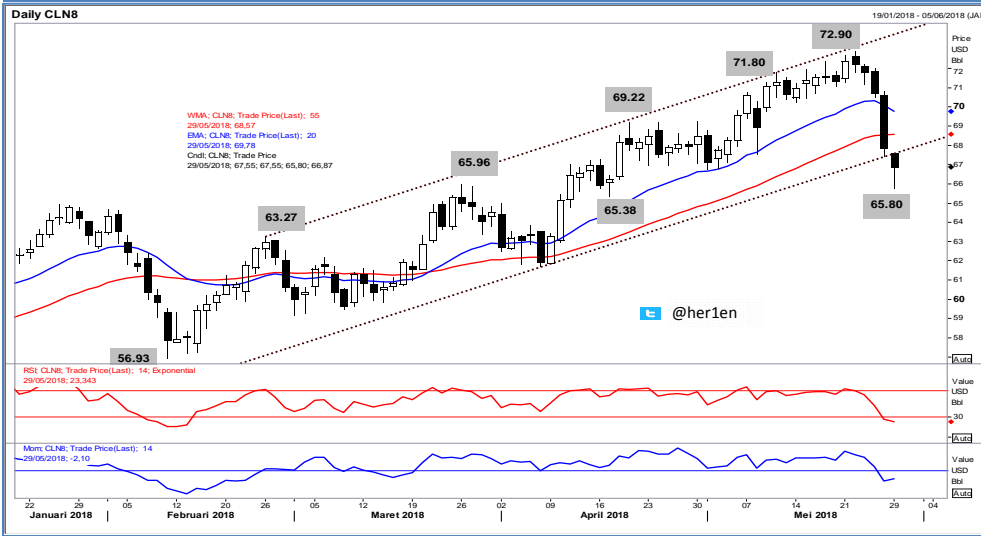 Daily CLN8
19/01/2018 - 05/06/2018 (JA
Price
USD
Bbl
72.90
71.80
69.22
65.96
63.27
65.38
65.80
56.93
WMA; CLN8; Trade Price(Last); 55
29/05/2018; 68,57
EMA; CLN8; Trade Price(Last); 20
29/05/2018; 69,78
Cndl; CLN8; Trade Price
29/05/2018; 67,55; 67,55; 65,80; 66,87
@her1en
72
70
69
68
67
66
65
64
63
62
61
60
59
58
Auto
RSI; CLN8; Trade Price(Last); 14; Exponential
29/05/2018; 23,343
Value
USD
Bbl
30
Auto
Mom; CLN8; Trade Price(Last); 14
29/05/2018; -2,10
Value
USD
Bbl
Auto
22 29 05 12 20 26 05 12 19 26 02 09 16 23 30 07 14 21 29 04
Januari 2018 Februari 2018 Maret 2018 April 2018 Mei 2018